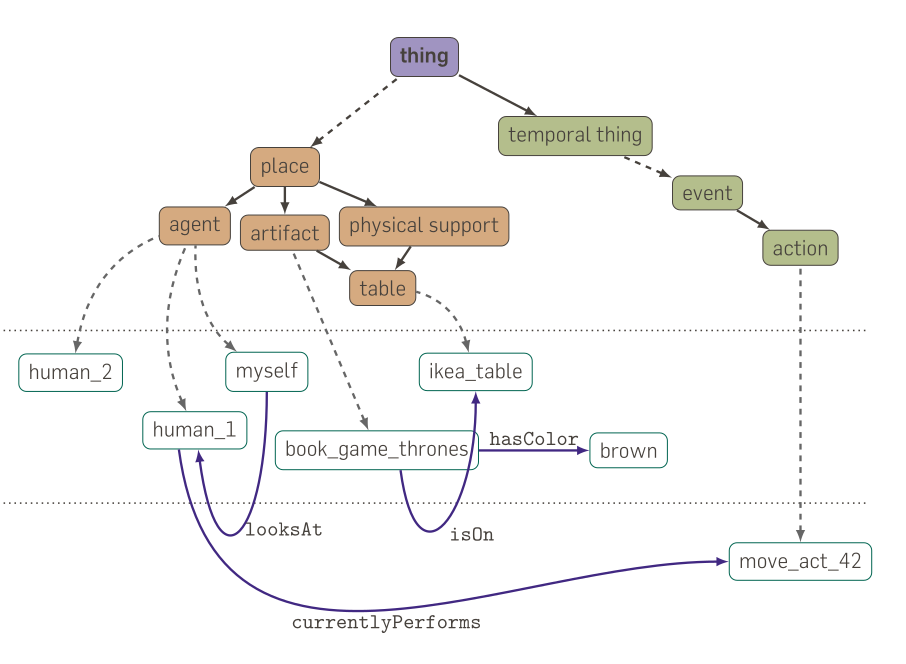 thing
temporal thing
place
event
agent
artifact
physical support
action
table
human_2
myself
ikea_table
human_1
book_game_thrones
hasColor
brown
looksAt
isOn
move_act_42
currentlyPerforms